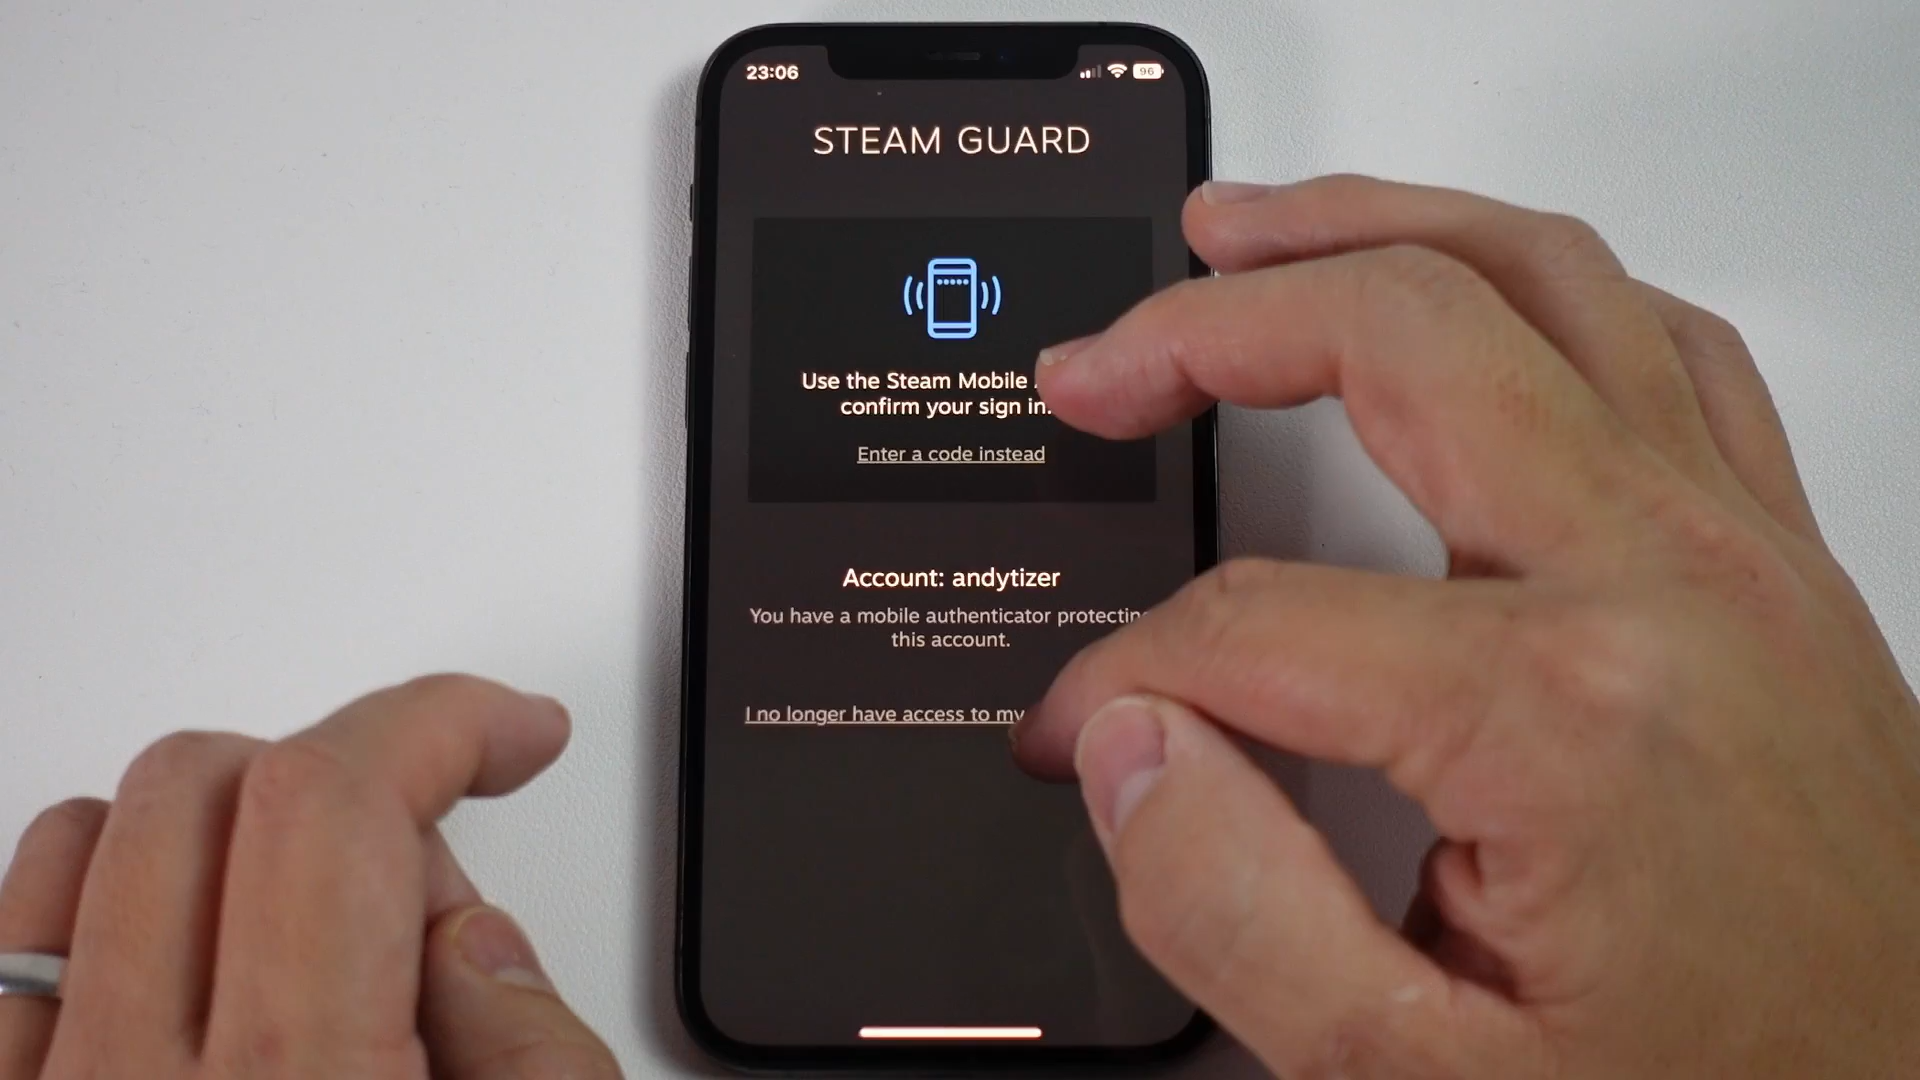 23:06
96
STEAM GUARD
Use the Steam Mobile
confirm your sign in.
Enter a code instead
Account: andytizer
You have a mobile authenticator protecting
this account.
I no longer have access to my